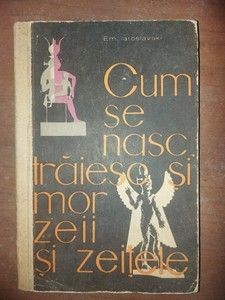 Em. Iaroslavski
Cum
se
nasc,
trăiesc și
mor
zeii
și zeițele